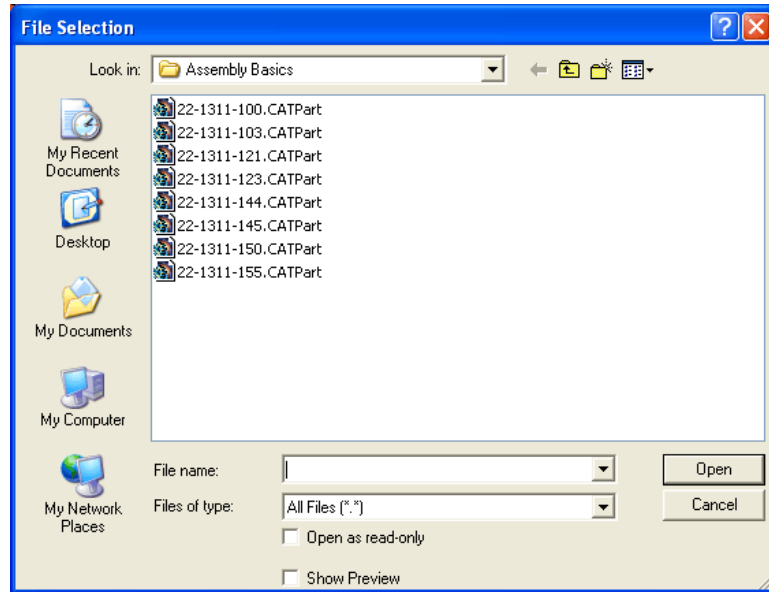 File Selection
Look in: Assembly Basics
22-1311-100.CATPart
22-1311-103.CATPart
22-1311-121.CATPart
22-1311-123.CATPart
22-1311-144.CATPart
22-1311-145.CATPart
22-1311-150.CATPart
22-1311-155.CATPart
My Recent
Documents
Desktop
My Documents
My Computer
My Network
Places
File name: Open
Files of type: All Files (*.*) Cancel
Open as read-only
Show Preview